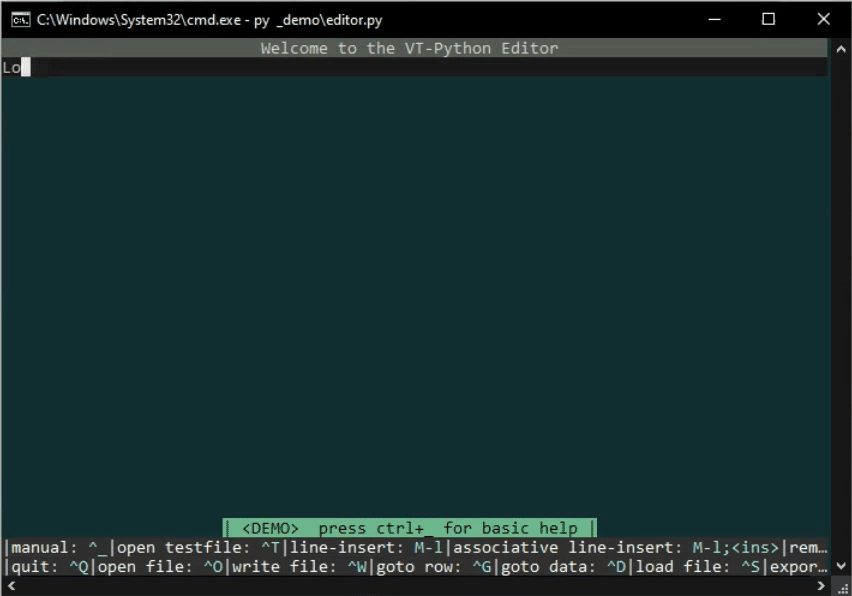 C:\Windows\System32\cmd.exe - py _demo\editor.py
Welcome to the VT-Python Editor
Lo
| <DEMO>  press ctrl+_ for basic help |
|manual: ^_|open testfile: ^T|line-insert: M-l|associative line-insert: M-l;<ins>|rem…
|quit: ^Q|open file: ^O|write file: ^W|goto row: ^G|goto data: ^D|load file: ^S|expor…